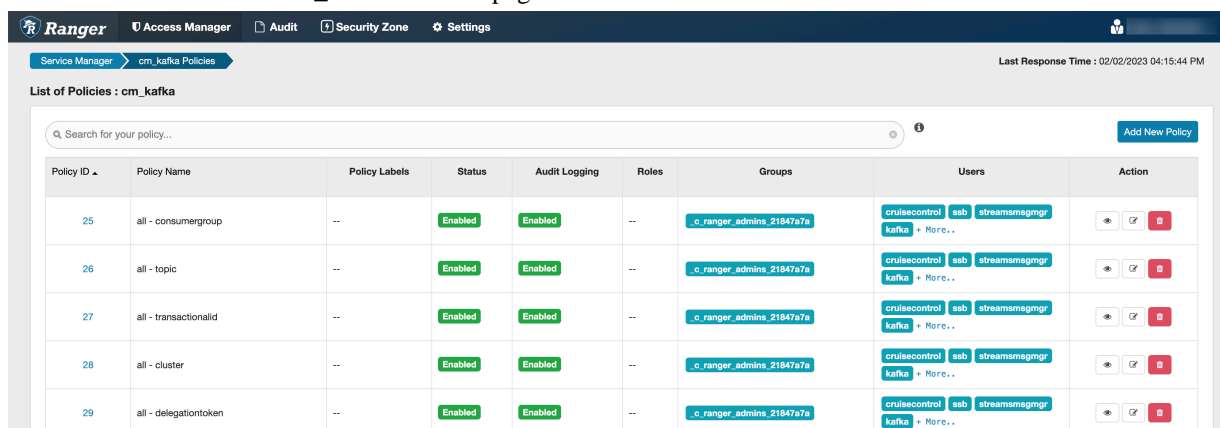 Ranger Access Manager Audit Security Zone Settings
Service Manager cm_kafka Policies Last Response Time : 02/02/2023 04:15:44 PM
List of Policies : cm_kafka
Search for your policy... Add New Policy
Policy ID Policy Name Policy Labels Status Audit Logging Roles Groups Users Action
25 all - consumergroup -- Enabled Enabled -- _c_ranger_admins_21847a7a cruisecontrol ssb streamsmsgmgr
kafka + More..
26 all - topic -- Enabled Enabled -- _c_ranger_admins_21847a7a cruisecontrol ssb streamsmsgmgr
kafka + More..
27 all - transactionalid -- Enabled Enabled -- _c_ranger_admins_21847a7a cruisecontrol ssb streamsmsgmgr
kafka + More..
28 all - cluster -- Enabled Enabled -- _c_ranger_admins_21847a7a cruisecontrol ssb streamsmsgmgr
kafka + More..
29 all - delegationtoken -- Enabled Enabled -- _c_ranger_admins_21847a7a cruisecontrol ssb streamsmsgmgr
kafka + More..